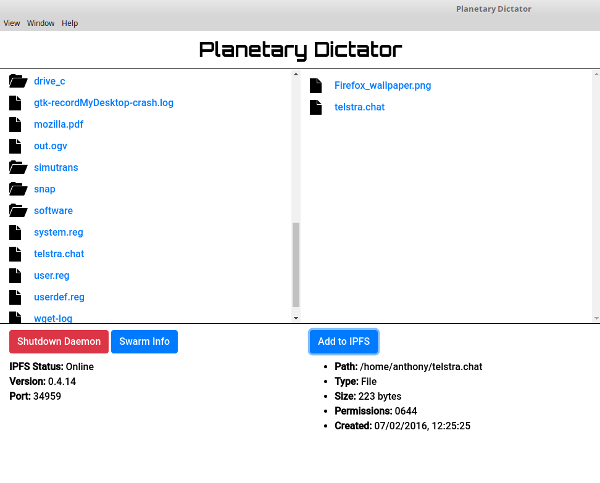 Planetary Dictator
View Window Help
Planetary Dictator
drive_c
gtk-recordMyDesktop-crash.log
mozilla.pdf
out.ogv
simutrans
snap
software
system.reg
telstra.chat
user.reg
userdef.reg
wget-log
Firefox_wallpaper.png
telstra.chat
Shutdown Daemon Swarm Info
IPFS Status: Online
Version: 0.4.14
Port: 34959
Add to IPFS
Path: /home/anthony/telstra.chat
Type: File
Size: 223 bytes
Permissions: 0644
Created: 07/02/2016, 12:25:25